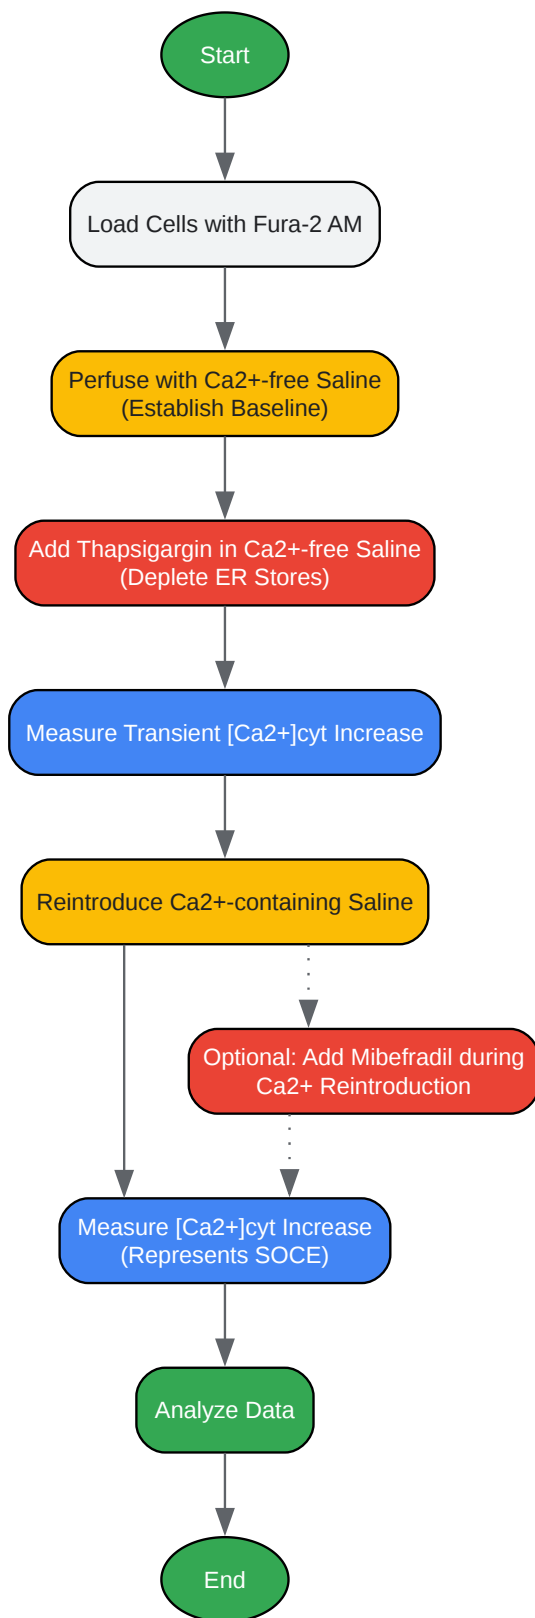 Start
Load Cells with Fura-2 AM
Perfuse with Ca2+-free Saline
(Establish Baseline)
Add Thapsigargin in Ca2+-free Saline
(Deplete ER Stores)
Measure Transient [Ca2+]cyt Increase
Reintroduce Ca2+-containing Saline
Optional: Add Mibefradil during
Ca2+ Reintroduction
Measure [Ca2+]cyt Increase
(Represents SOCE)
Analyze Data
End